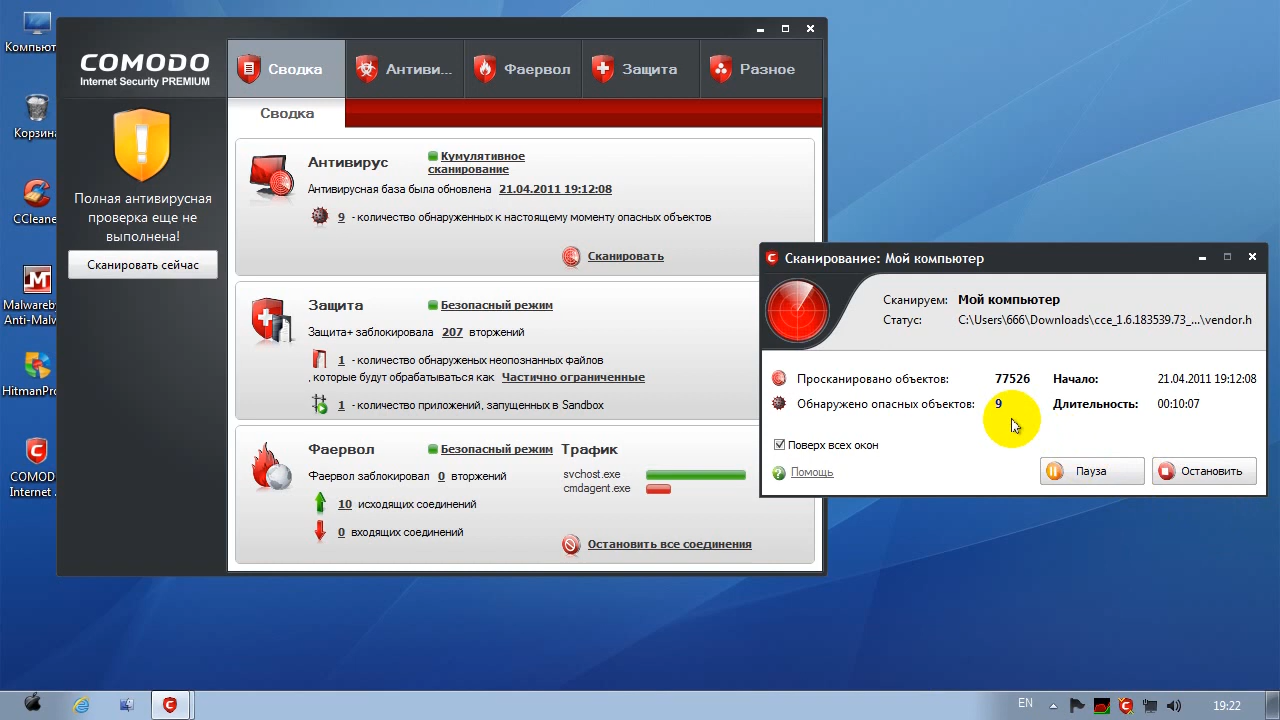 Компьют
Корзина
CCleane
Malwareb
Anti-Malw
HitmanPro
COMODO
Internet .
COMODO
Internet Security PREMIUM
Сводка
Антиви...
Фаервол
Защита
Разное
Сводка
Полная антивирусная
проверка еще не
выполнена!
Сканировать сейчас
Антивирус
Кумулятивное
сканирование
Антивирусная база была обновлена 21.04.2011 19:12:08
9 - количество обнаруженных к настоящему моменту опасных объектов
Сканировать
Защита
Безопасный режим
Защита+ заблокировала 207 вторжений
1 - количество обнаруженых неопознанных файлов
, которые будут обрабатываться как Частично ограниченные
1 - количество приложений, запущенных в Sandbox
Фаервол
Безопасный режим
Трафик
Фаервол заблокировал 0 вторжений
svchost.exe
cmdagent.exe
10 исходящих соединений
0 входящих соединений
Остановить все соединения
Сканирование: Мой компьютер
Сканируем: Мой компьютер
Статус: C:\Users\666\Downloads\cce_1.6.183539.73_...\vendor.h
Просканировано объектов: 77526 Начало: 21.04.2011 19:12:08
Обнаружено опасных объектов: 9 Длительность: 00:10:07
Поверх всех окон
Помощь
Пауза
Остановить
EN
19:22